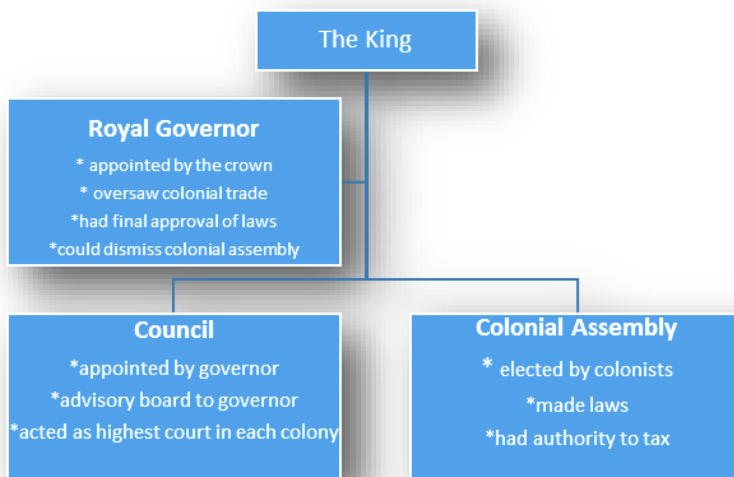 The King
Royal Governor
* appointed by the crown
* oversaw colonial trade
*had final approval of laws
*could dismiss colonial assembly
Council
*appointed by governor
*advisory board to governor
*acted as highest court in each colony
Colonial Assembly
* elected by colonists
*made laws
*had authority to tax